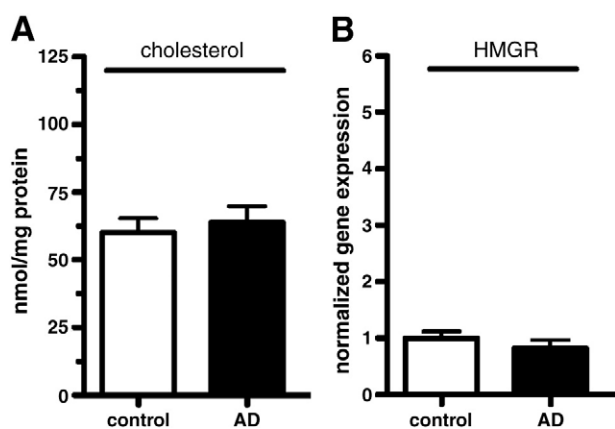 A
cholesterol
nmol/mg protein
125
100
75
50
25
0
control AD
B
HMGR
normalized gene expression
6
5
4
3
2
1
0
control AD